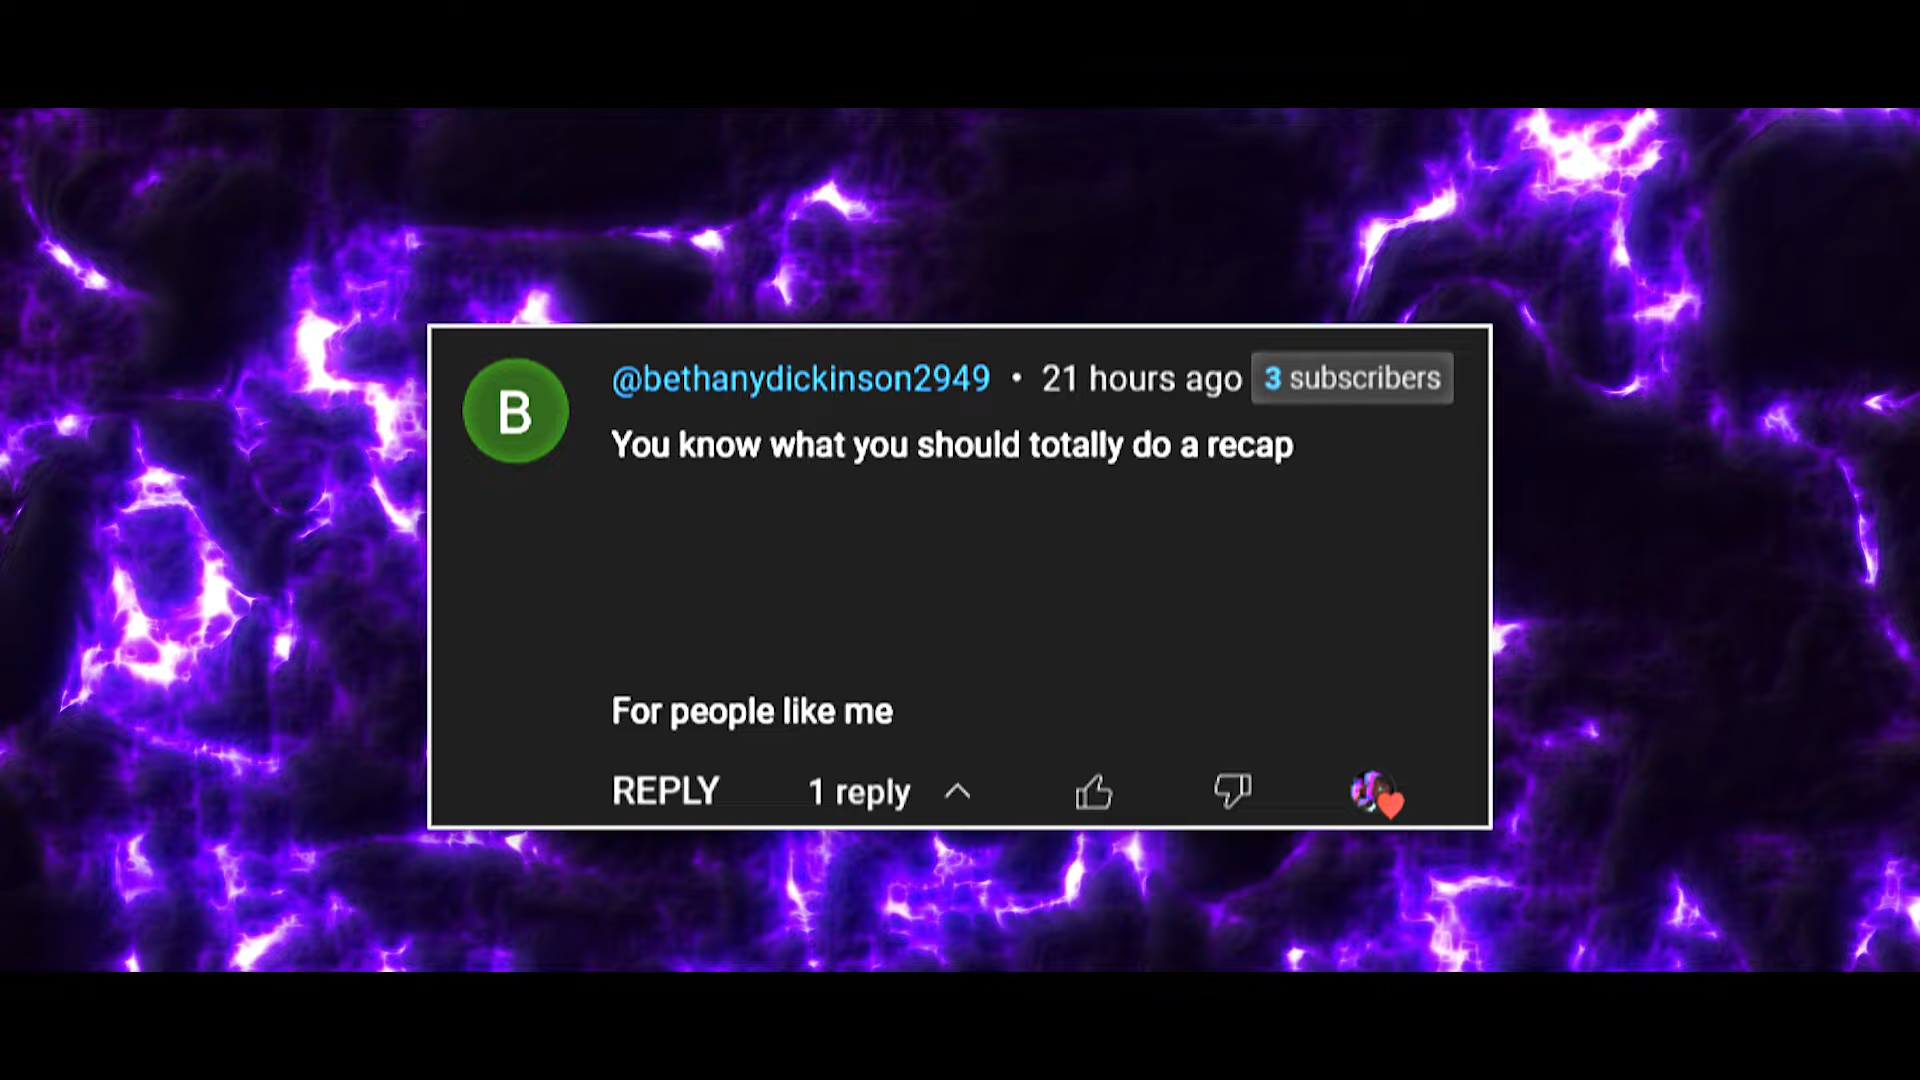 B
@bethanydickinson2949 • 21 hours ago 3 subscribers
You know what you should totally do a recap
For people like me
REPLY 1 reply